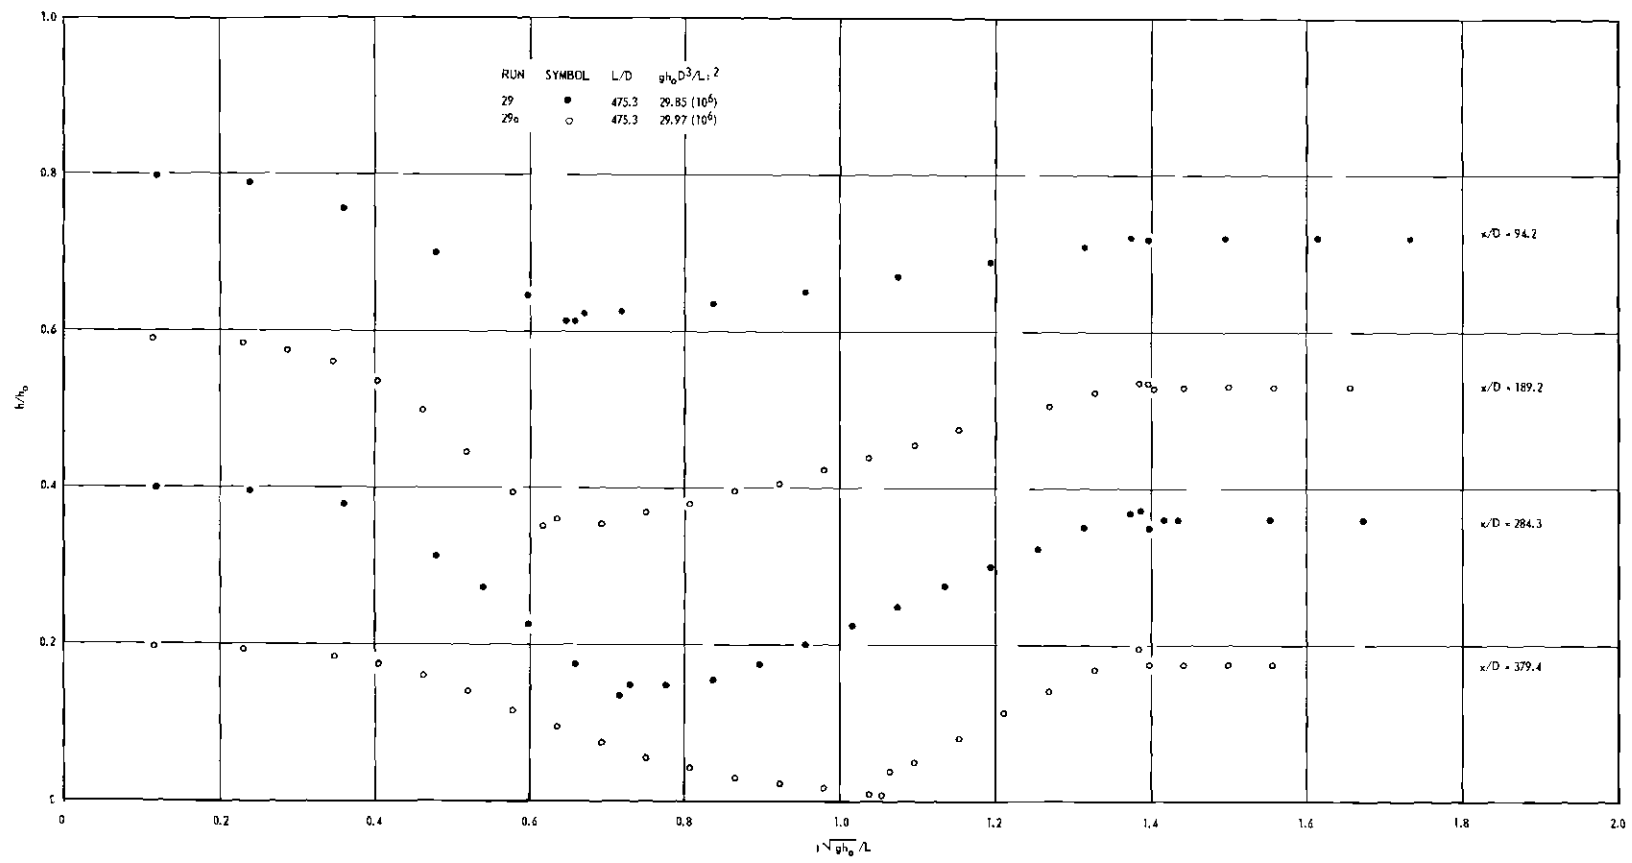 1.0
RUN SYMBOL L/D gh₀D³/Lν²
29 ● 475.3 29.85 (10⁶)
29a ○ 475.3 29.97 (10⁶)
0.8
x/D = 94.2
0.6
h/h₀
x/D = 189.2
0.4
x/D = 284.3
0.2
x/D = 379.4
0 0.2 0.4 0.6 0.8 1.0 1.2 1.4 1.6 1.8 2.0
√gh₀/L